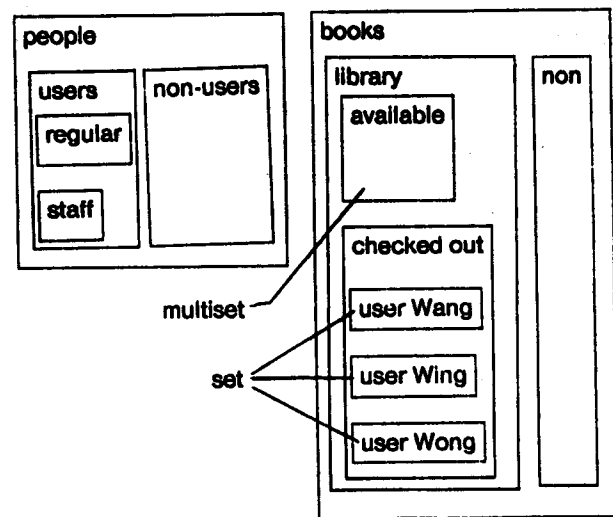 people
users
non-users
regular
staff
books
library
non
available
checked out
multiset
user Wang
set
user Wing
user Wong